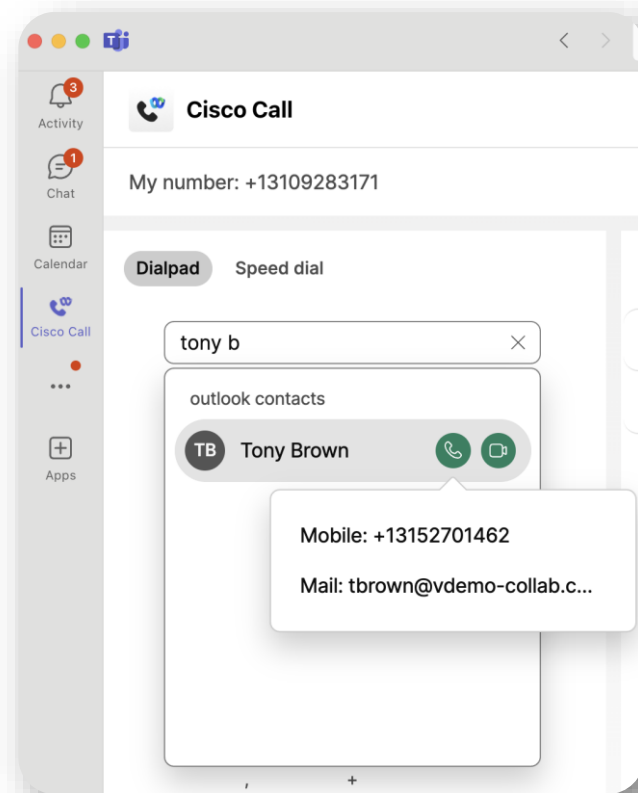 3
Activity
Cisco Call
1
Chat
My number: +13109283171
Calendar
Dialpad Speed dial
Cisco Call
tony b
outlook contacts
TB Tony Brown
Apps
Mobile: +13152701462
Mail: tbrown@vdemo-collab.c...
, +